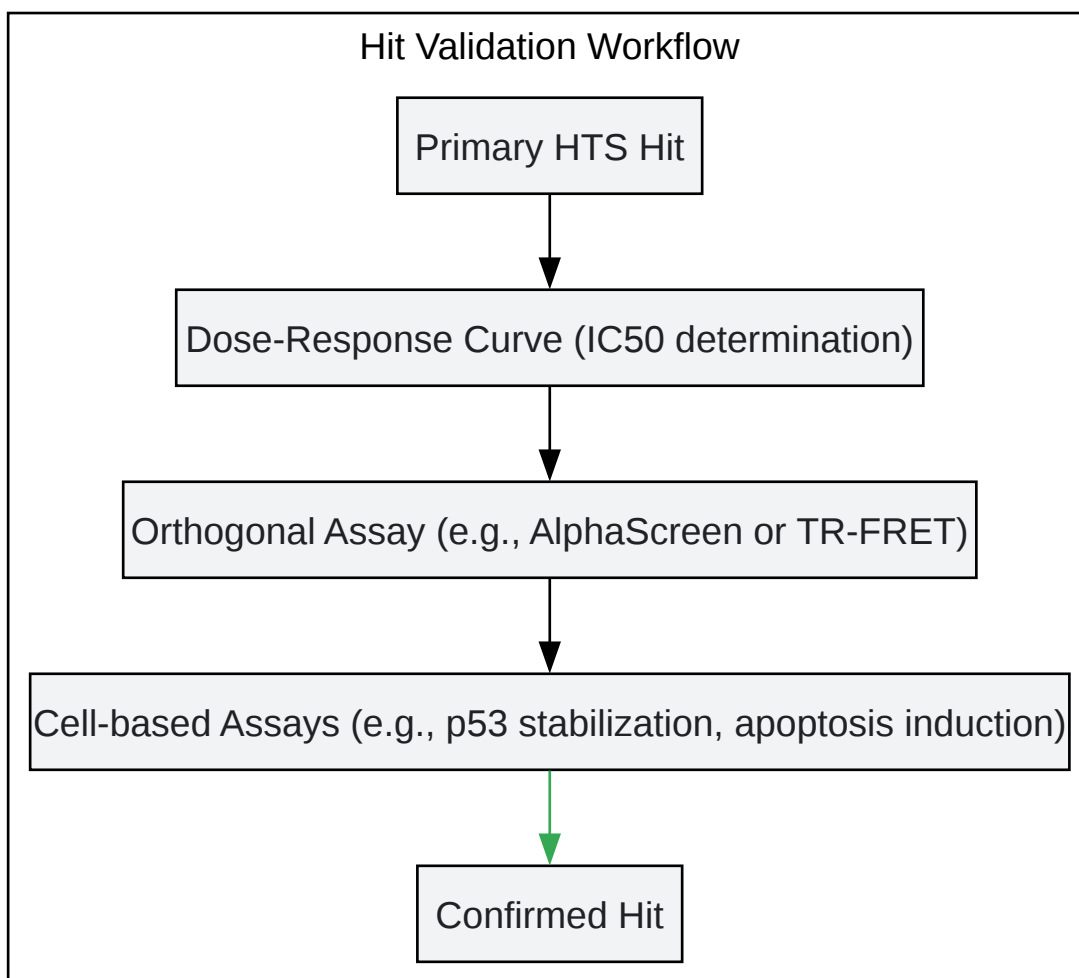 Hit Validation Workflow
Primary HTS Hit
Dose-Response Curve (IC50 determination)
Orthogonal Assay (e.g., AlphaScreen or TR-FRET)
Cell-based Assays (e.g., p53 stabilization, apoptosis induction)
Confirmed Hit